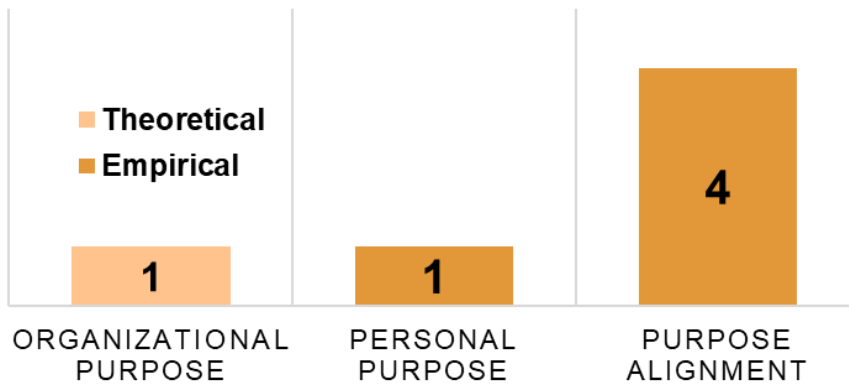 Theoretical
Empirical
1
1
4
ORGANIZATIONAL
PURPOSE
PERSONAL
PURPOSE
PURPOSE
ALIGNMENT